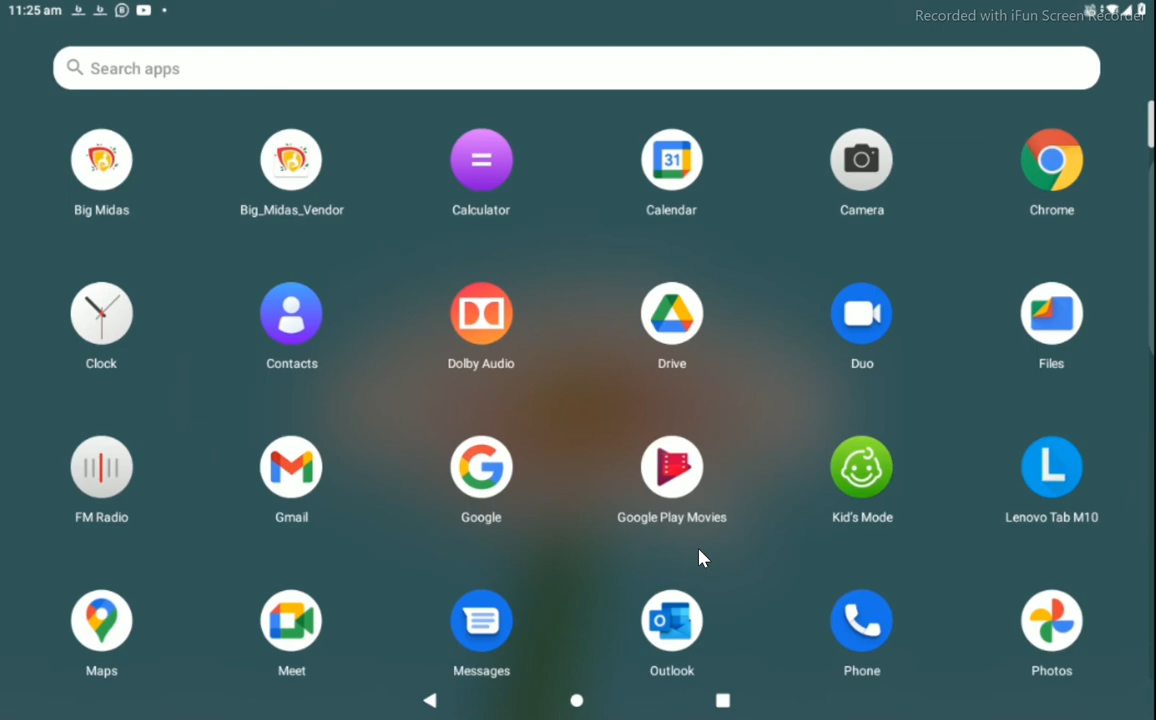 11:25 am
Recorded with iFun Screen Recorder
Search apps
31
Big Midas
Big_Midas_Vendor
Calculator
Calendar
Camera
Chrome
Clock
Contacts
Dolby Audio
Drive
Duo
Files
L
FM Radio
Gmail
Google
Google Play Movies
Kid's Mode
Lenovo Tab M10
Maps
Meet
Messages
Outlook
Phone
Photos